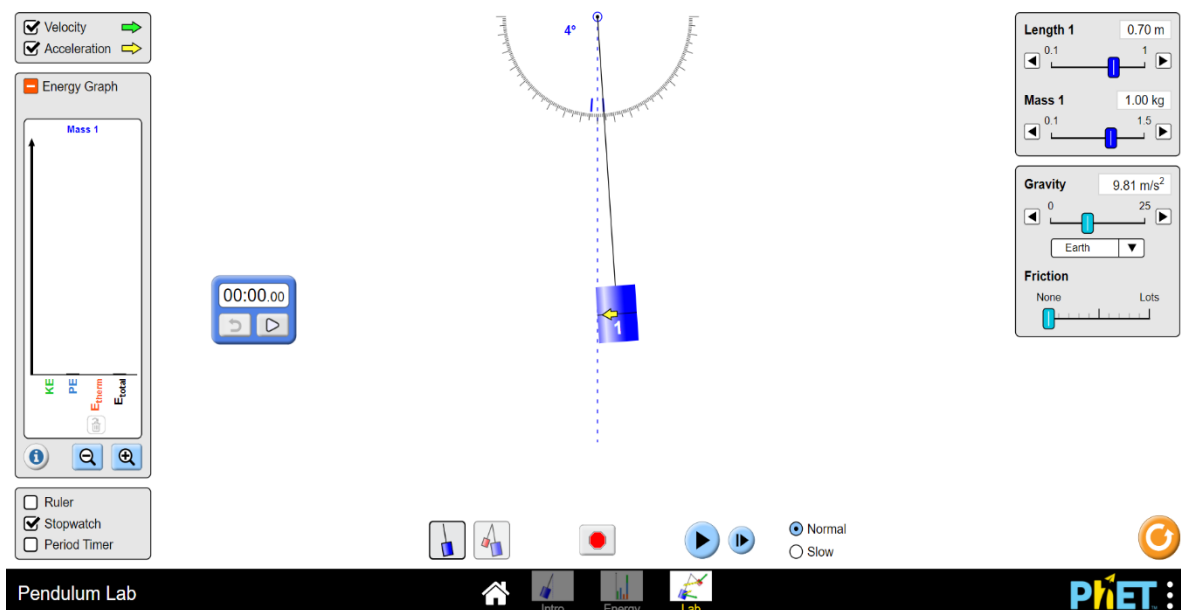 Velocity
Acceleration
Energy Graph
Mass 1
KE
PE
Etherm
Etotal
Ruler
Stopwatch
Period Timer
00:00.00
4°
1
Length 1 0.70 m
0.1 1
Mass 1 1.00 kg
0.1 1.5
Gravity 9.81 m/s²
0 25
Earth
Friction
None Lots
Normal
Slow
Pendulum Lab
Intro Energy Lab
PhET